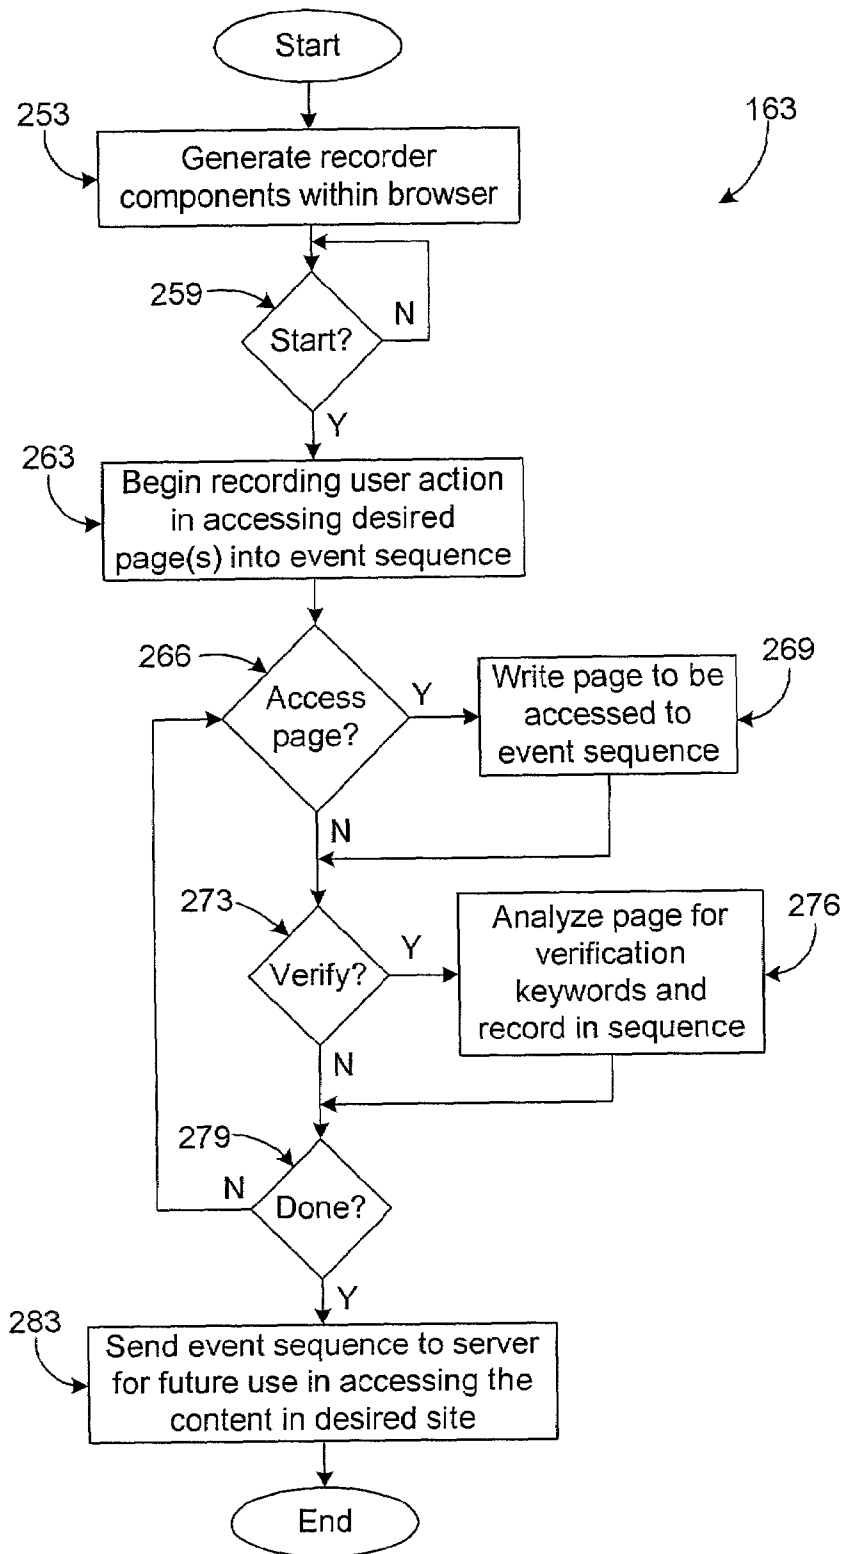 Start
253
163
Generate recorder
components within browser
259
N
Start?
Y
263
Begin recording user action
in accessing desired
page(s) into event sequence
266
269
Access
page?
Y
Write page to be
accessed to
event sequence
N
273
276
Verify?
Y
Analyze page for
verification
keywords and
record in sequence
N
279
N
Done?
Y
283
Send event sequence to server
for future use in accessing the
content in desired site
End